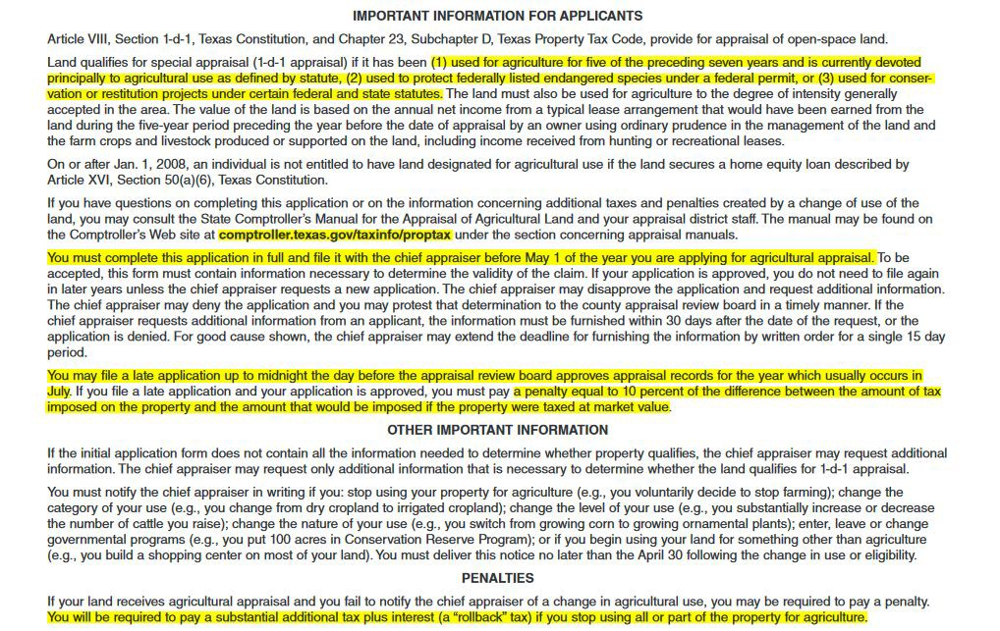 IMPORTANT INFORMATION FOR APPLICANTS
Article VIII, Section 1-d-1, Texas Constitution, and Chapter 23, Subchapter D, Texas Property Tax Code, provide for appraisal of open-space land.
Land qualifies for special appraisal (1-d-1 appraisal) if it has been (1) used for agriculture for five of the preceding seven years and is currently devoted
principally to agricultural use as defined by statute, (2) used to protect federally listed endangered species under a federal permit, or (3) used for conser-
vation or restitution projects under certain federal and state statutes. The land must also be used for agriculture to the degree of intensity generally
accepted in the area. The value of the land is based on the annual net income from a typical lease arrangement that would have been earned from the
land during the five-year period preceding the year before the date of appraisal by an owner using ordinary prudence in the management of the land and
the farm crops and livestock produced or supported on the land, including income received from hunting or recreational leases.
On or after Jan. 1, 2008, an individual is not entitled to have land designated for agricultural use if the land secures a home equity loan described by
Article XVI, Section 50(a)(6), Texas Constitution.
If you have questions on completing this application or on the information concerning additional taxes and penalties created by a change of use of the
land, you may consult the State Comptroller's Manual for the Appraisal of Agricultural Land and your appraisal district staff. The manual may be found on
the Comptroller's Web site at comptroller.texas.gov/taxinfo/proptax under the section concerning appraisal manuals.
You must complete this application in full and file it with the chief appraiser before May 1 of the year you are applying for agricultural appraisal. To be
accepted, this form must contain information necessary to determine the validity of the claim. If your application is approved, you do not need to file again
in later years unless the chief appraiser requests a new application. The chief appraiser may disapprove the application and request additional information.
The chief appraiser may deny the application and you may protest that determination to the county appraisal review board in a timely manner. If the
chief appraiser requests additional information from an applicant, the information must be furnished within 30 days after the date of the request, or the
application is denied. For good cause shown, the chief appraiser may extend the deadline for furnishing the information by written order for a single 15 day
period.
You may file a late application up to midnight the day before the appraisal review board approves appraisal records for the year which usually occurs in
July. If you file a late application and your application is approved, you must pay a penalty equal to 10 percent of the difference between the amount of tax
imposed on the property and the amount that would be imposed if the property were taxed at market value.
OTHER IMPORTANT INFORMATION
If the initial application form does not contain all the information needed to determine whether property qualifies, the chief appraiser may request additional
information. The chief appraiser may request only additional information that is necessary to determine whether the land qualifies for 1-d-1 appraisal.
You must notify the chief appraiser in writing if you: stop using your property for agriculture (e.g., you voluntarily decide to stop farming); change the
category of your use (e.g., you change from dry cropland to irrigated cropland); change the level of your use (e.g., you substantially increase or decrease
the number of cattle you raise); change the nature of your use (e.g., you switch from growing corn to growing ornamental plants); enter, leave or change
governmental programs (e.g., you put 100 acres in Conservation Reserve Program); or if you begin using your land for something other than agriculture
(e.g., you build a shopping center on most of your land). You must deliver this notice no later than the April 30 following the change in use or eligibility.
PENALTIES
If your land receives agricultural appraisal and you fail to notify the chief appraiser of a change in agricultural use, you may be required to pay a penalty.
You will be required to pay a substantial additional tax plus interest (a “rollback” tax) if you stop using all or part of the property for agriculture.